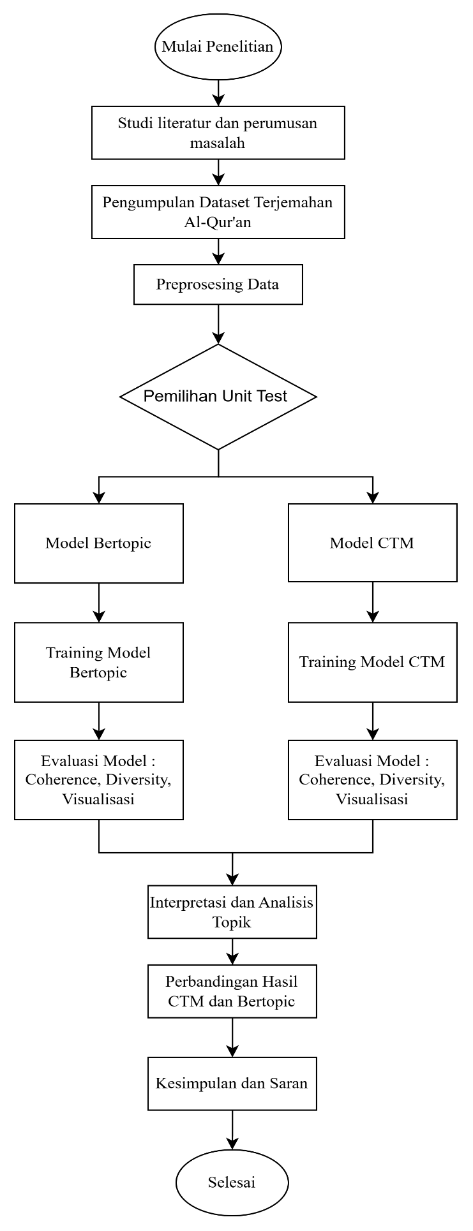 Mulai Penelitian
Studi literatur dan perumusan
masalah
Pengumpulan Dataset Terjemahan
Al-Qur'an
Preprosesing Data
Pemilihan Unit Test
Model Bertopic
Model CTM
Training Model
Bertopic
Training Model CTM
Evaluasi Model :
Coherence, Diversity,
Visualisasi
Evaluasi Model :
Coherence, Diversity,
Visualisasi
Interpretasi dan Analisis
Topik
Perbandingan Hasil
CTM dan Bertopic
Kesimpulan dan Saran
Selesai